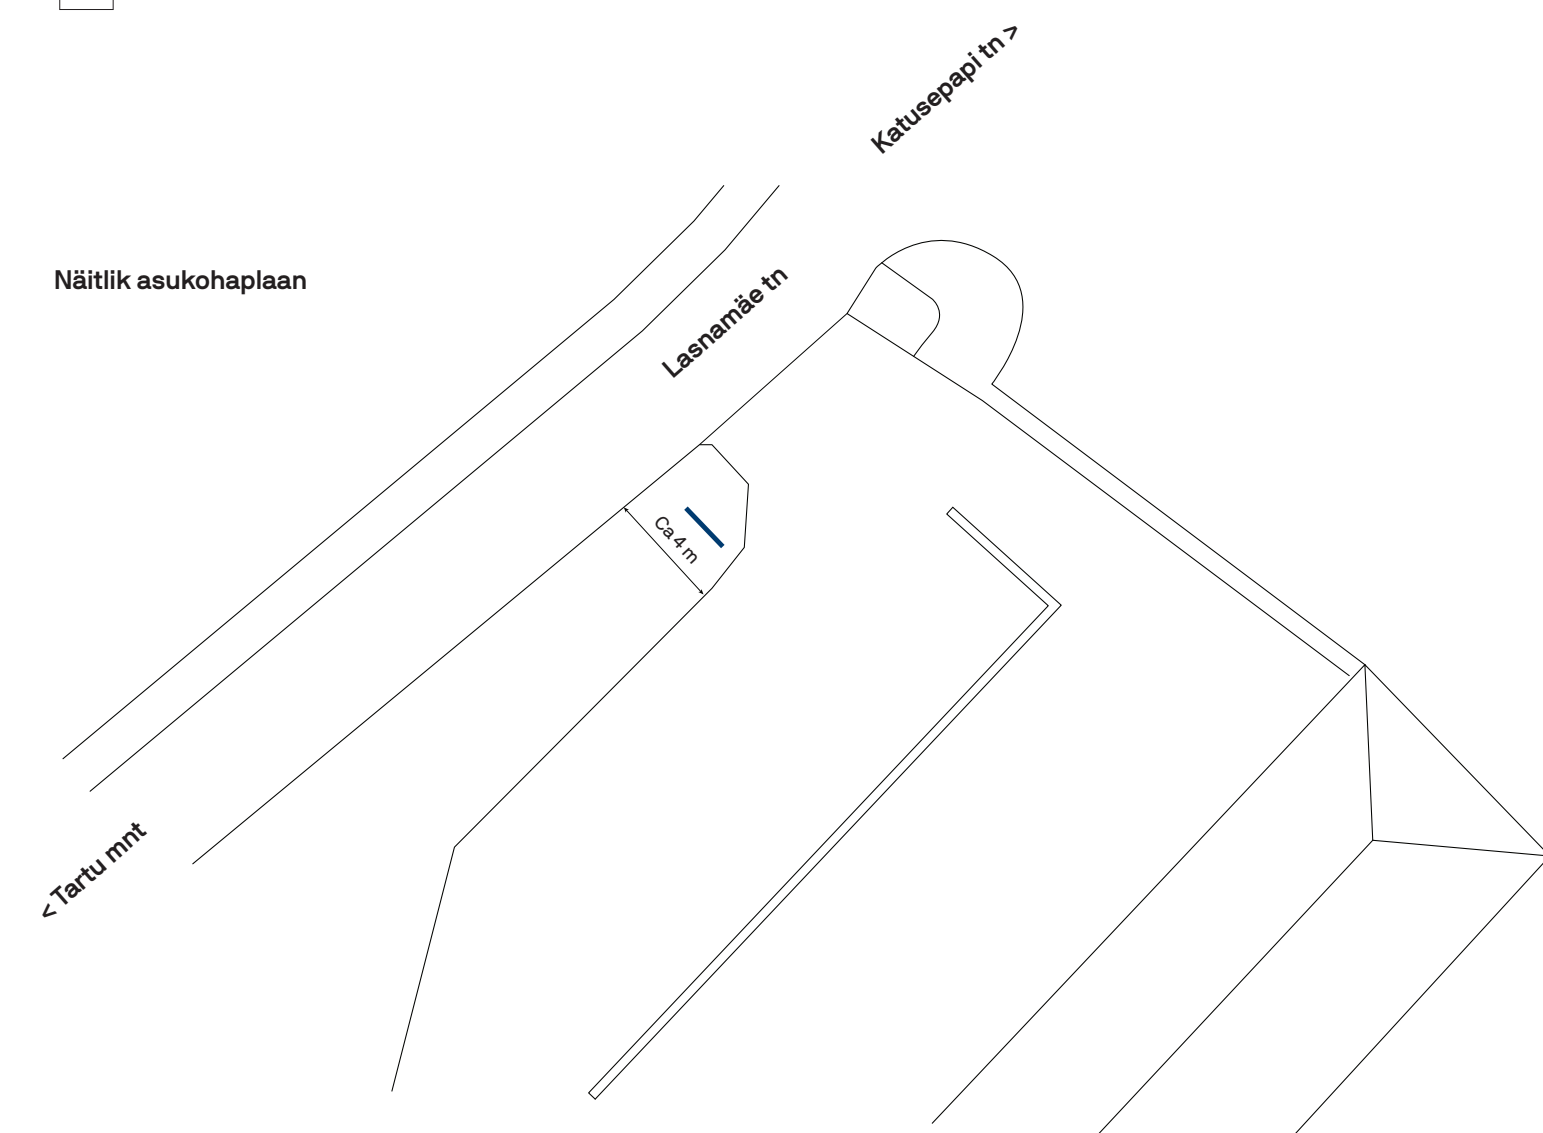 Katusepapi tn >
Näitlik asukohaplaan
Lasnamäe tn
Ca 4 m
< Tartu mnt